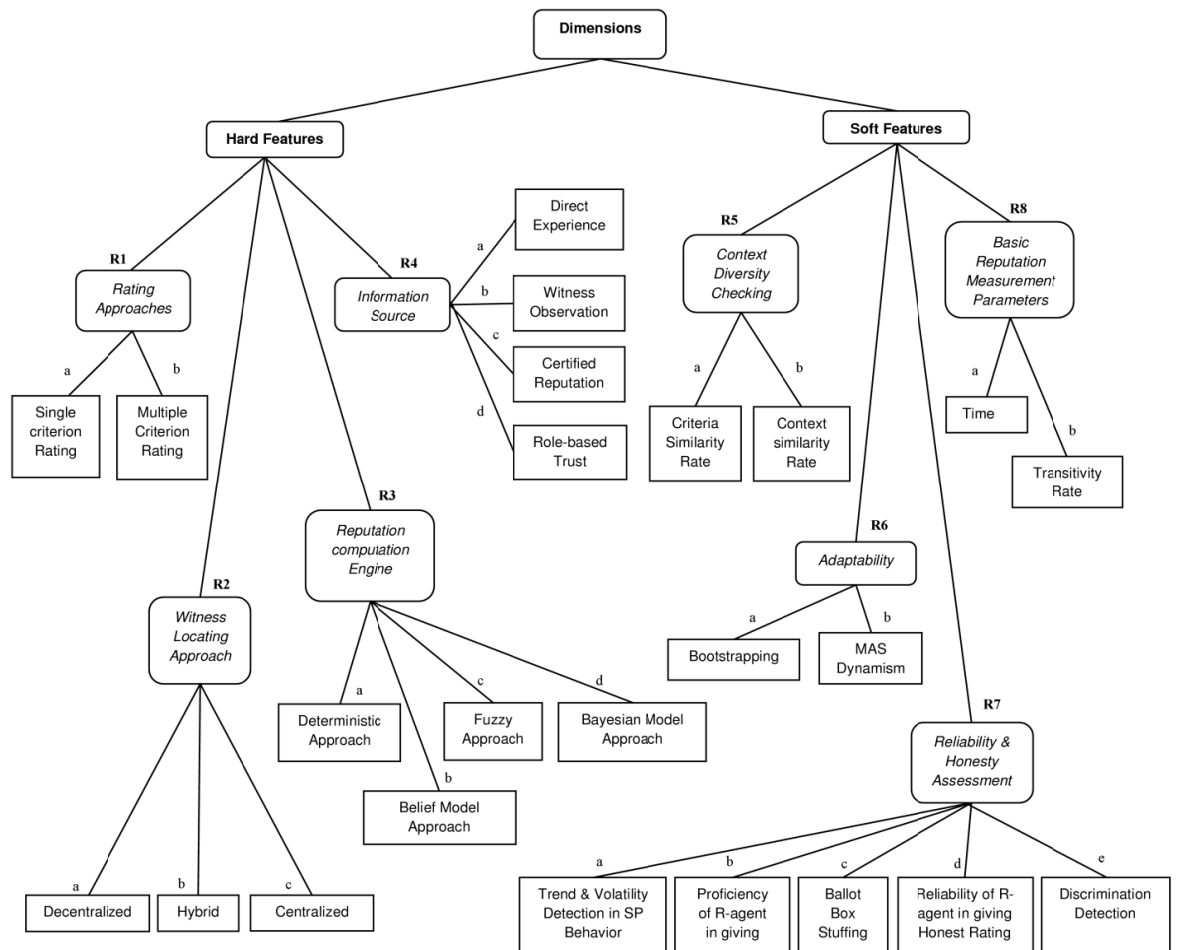 Dimensions
Hard Features
Soft Features
R1
Rating
Approaches
a
b
Single
criterion
Rating
Multiple
Criterion
Rating
R4
Information
Source
a
b
c
d
Direct
Experience
Witness
Observation
Certified
Reputation
Role-based
Trust
R2
Witness
Locating
Approach
a
b
c
Decentralized
Hybrid
Centralized
R3
Reputation
computation
Engine
a
b
c
d
Deterministic
Approach
Belief Model
Approach
Fuzzy
Approach
Bayesian Model
Approach
R5
Context
Diversity
Checking
a
b
Criteria
Similarity
Rate
Context
similarity
Rate
R8
Basic
Reputation
Measurement
Parameters
a
b
Time
Transitivity
Rate
R6
Adaptability
a
b
Bootstrapping
MAS
Dynamism
R7
Reliability &
Honesty
Assessment
a
b
c
d
e
Trend & Volatility
Detection in SP
Behavior
Proficiency
of R-agent
in giving
Ballot
Box
Stuffing
Reliability of R-
agent in giving
Honest Rating
Discrimination
Detection